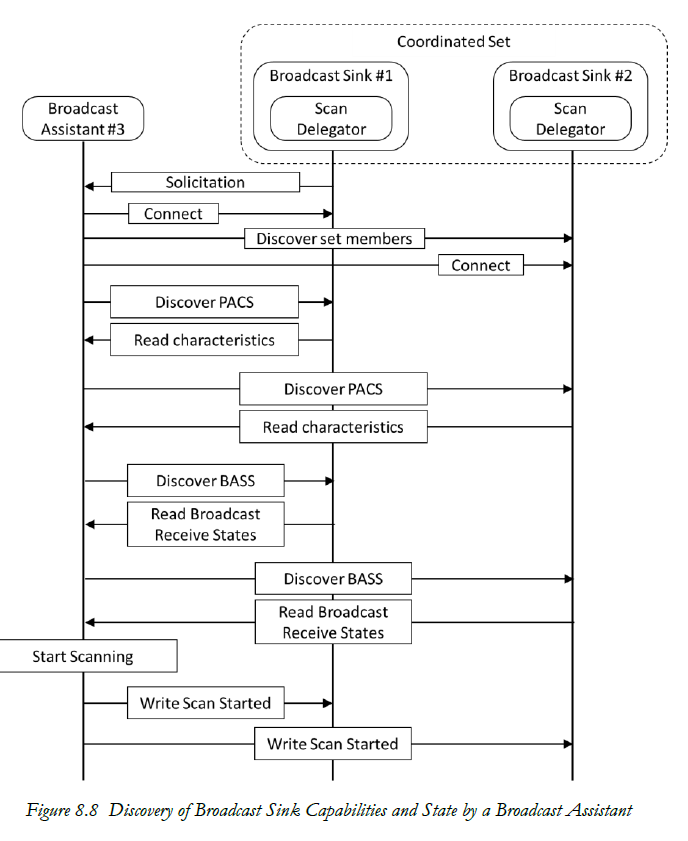 Coordinated Set
Broadcast Sink #1
Broadcast Sink #2
Broadcast
Assistant #3
Scan
Delegator
Scan
Delegator
Solicitation
Connect
Discover set members
Connect
Discover PACS
Read characteristics
Discover PACS
Read characteristics
Discover BASS
Read Broadcast
Receive States
Discover BASS
Read Broadcast
Receive States
Start Scanning
Write Scan Started
Write Scan Started
Figure 8.8 Discovery of Broadcast Sink Capabilities and State by a Broadcast Assistant